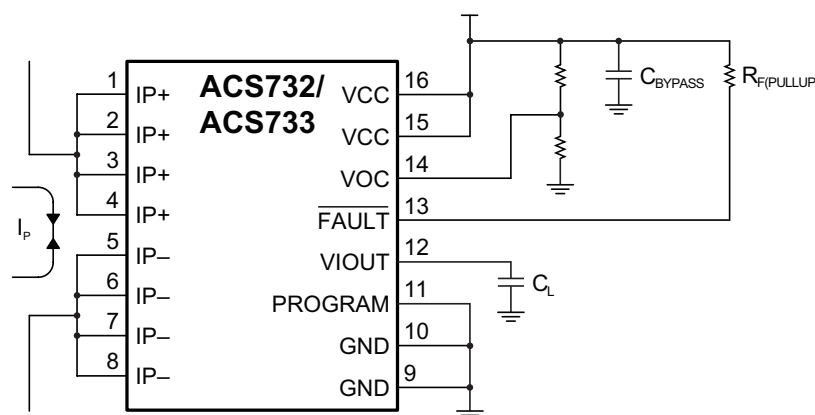 ACS732/
ACS733
1 IP+
2 IP+
3 IP+
4 IP+
5 IP–
6 IP–
7 IP–
8 IP–
I_P
VCC 16
VCC 15
VOC 14
FAULT 13
VIOUT 12
PROGRAM 11
GND 10
GND 9
C_BYPASS
R_F(PULLUP
C_L